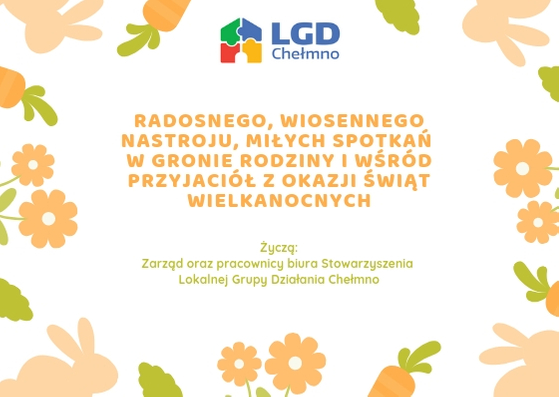 LGD
Chełmno
RADOSNEGO, WIOSENNEGO
NASTROJU, MIŁYCH SPOTKAŃ
W GRONIE RODZINY I WŚRÓD
PRZYJACIÓŁ Z OKAZJI ŚWIĄT
WIELKANOCNYCH
Życzą:
Zarząd oraz pracownicy biura Stowarzyszenia
Lokalnej Grupy Działania Chełmno